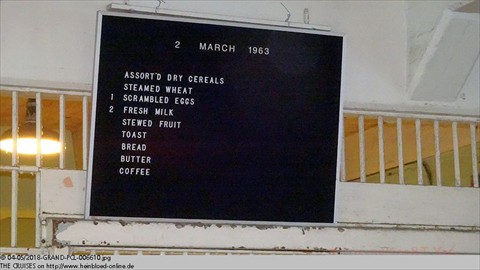 2 MARCH 1963
ASSORT'D DRY CEREALS
STEAMED WHEAT
1 SCRAMBLED EGGS
2 FRESH MILK
STEWED FRUIT
TOAST
BREAD
BUTTER
COFFEE
© 04-05/2018-GRAND-PCL-006610.jpg
THE CRUISES on http://www.heinbloed-online.de